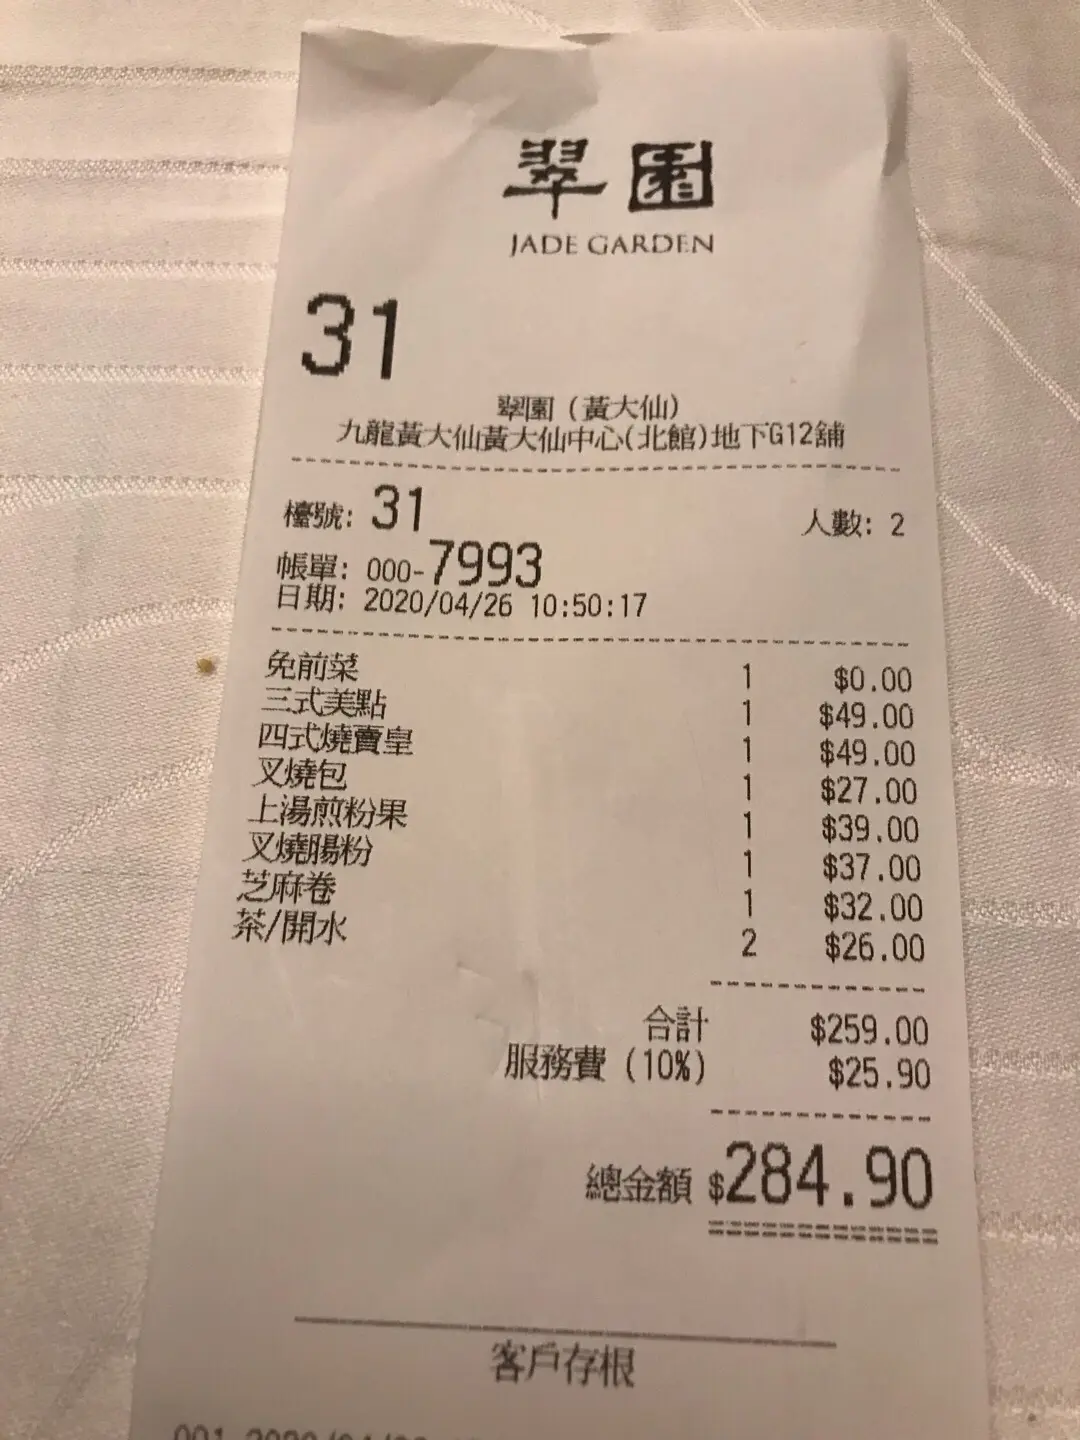 翠園
JADE GARDEN
31
翠園 (黃大仙)
九龍黃大仙黃大仙中心(北館)地下G12舖
檯號: 31 人數: 2
帳單: 000-7993
日期: 2020/04/26 10:50:17
免前菜 1 $0.00
三式美點 1 $49.00
四式燒賣皇 1 $49.00
叉燒包 1 $27.00
上湯煎粉果 1 $39.00
叉燒腸粉 1 $37.00
芝麻卷 1 $32.00
茶/開水 2 $26.00
合計 $259.00
服務費 (10%) $25.90
總金額 $284.90
客戶存根